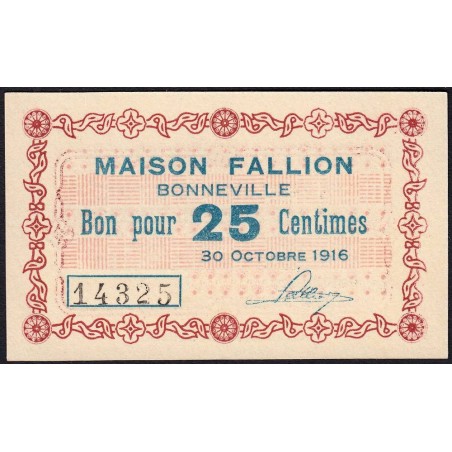 MAISON FALLION
BONNEVILLE
Bon pour 25 Centimes
30 OCTOBRE 1916
14325